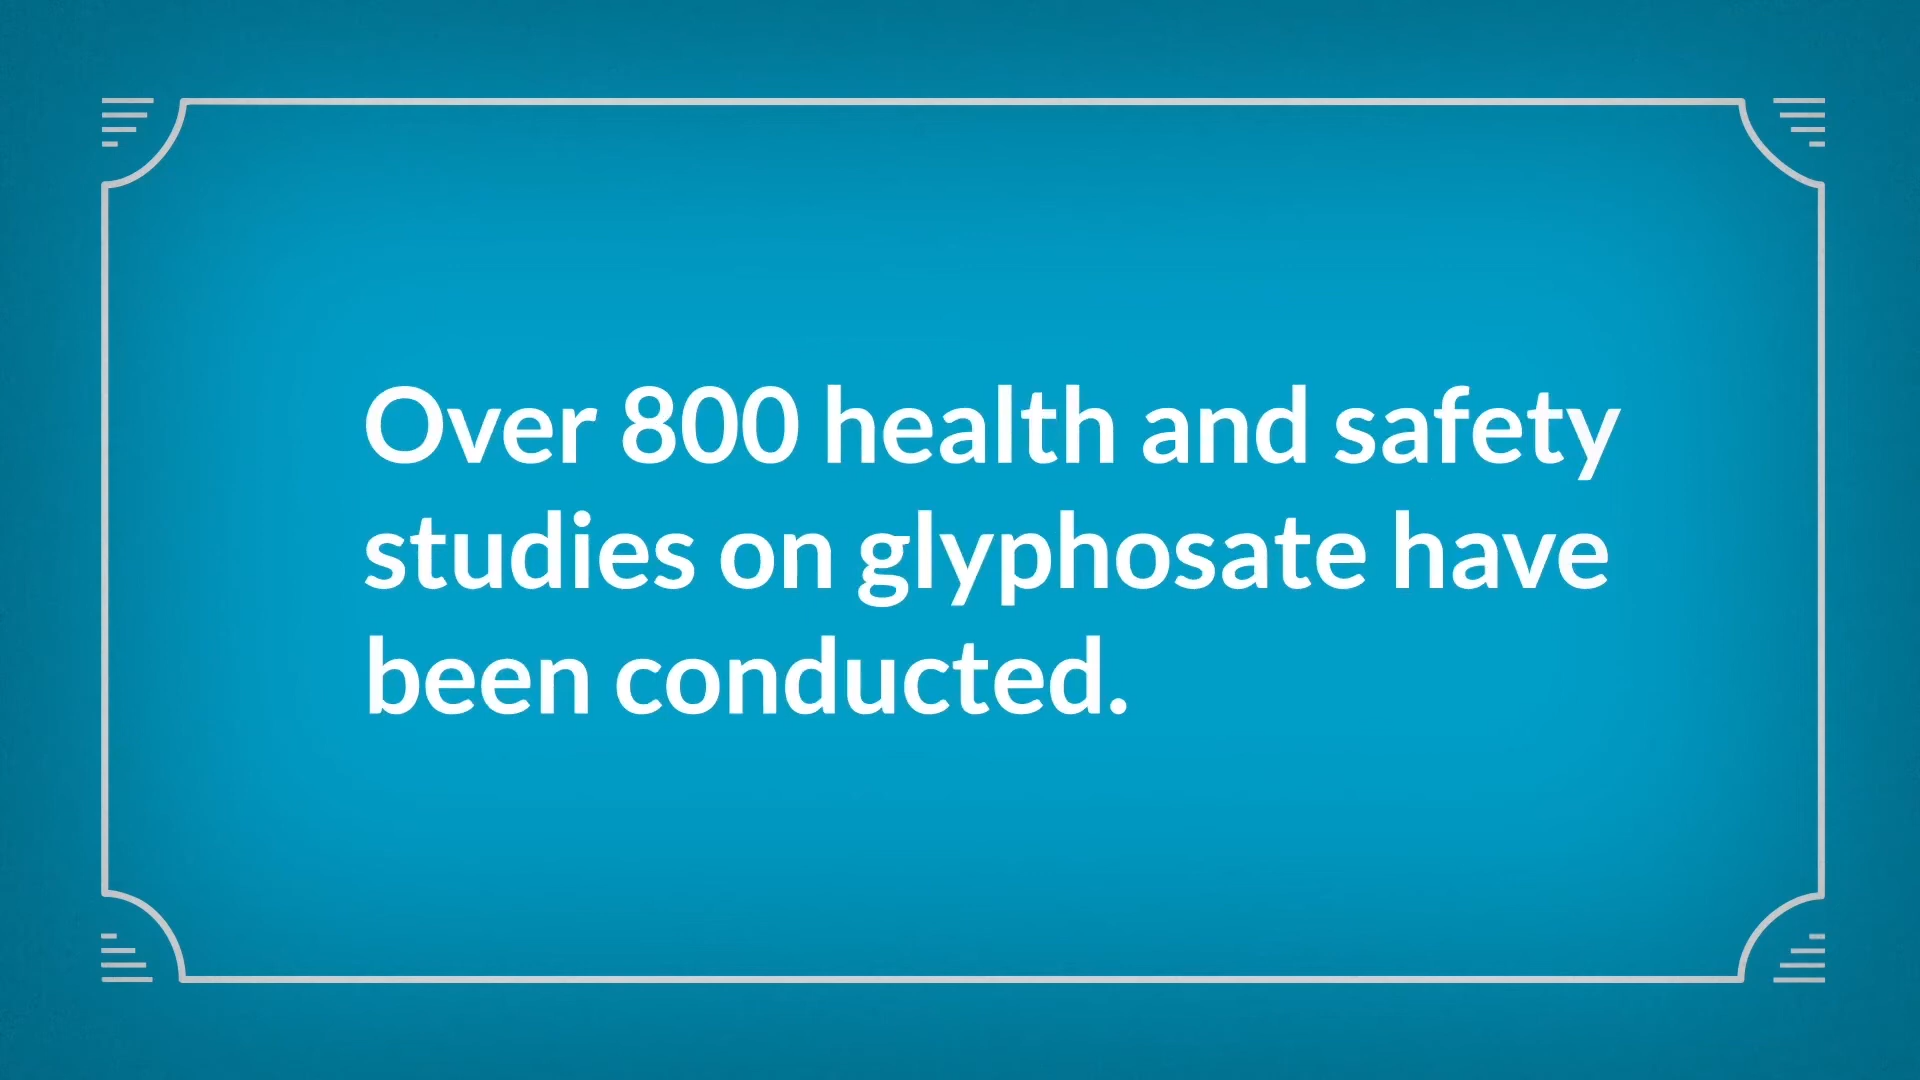 Over 800 health and safety
studies on glyphosate have
been conducted.